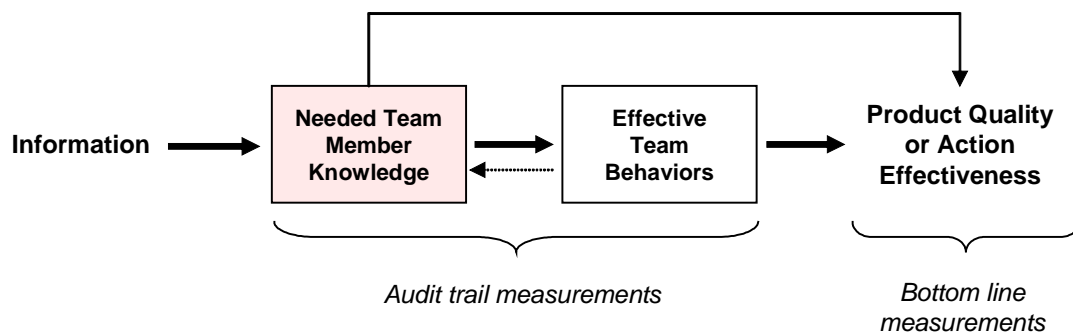 Information
Needed Team
Member
Knowledge
Effective
Team
Behaviors
Product Quality
or Action
Effectiveness
Audit trail measurements
Bottom line
measurements